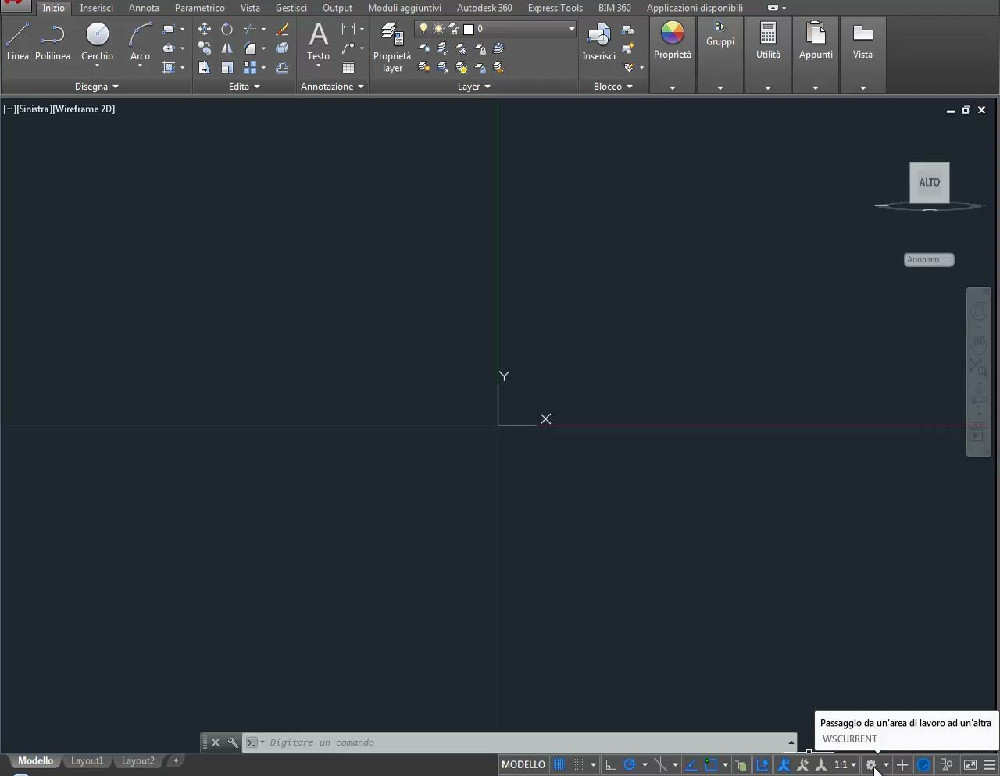 Inizio Inserisci Annota Parametrico Vista Gestisci Output Moduli aggiuntivi Autodesk 360 Express Tools BIM 360 Applicazioni disponibili
0
Linea Polilinea Cerchio Arco Testo Proprietà layer Inserisci Proprietà Gruppi Utilità Appunti Vista
Disegna Edita Annotazione Layer Blocco
[−][Sinistra][Wireframe 2D]
ALTO
Anonimo
Y
X
Passaggio da un'area di lavoro ad un'altra
WSCURRENT
Digitare un comando
Modello Layout1 Layout2 +
MODELLO 1:1